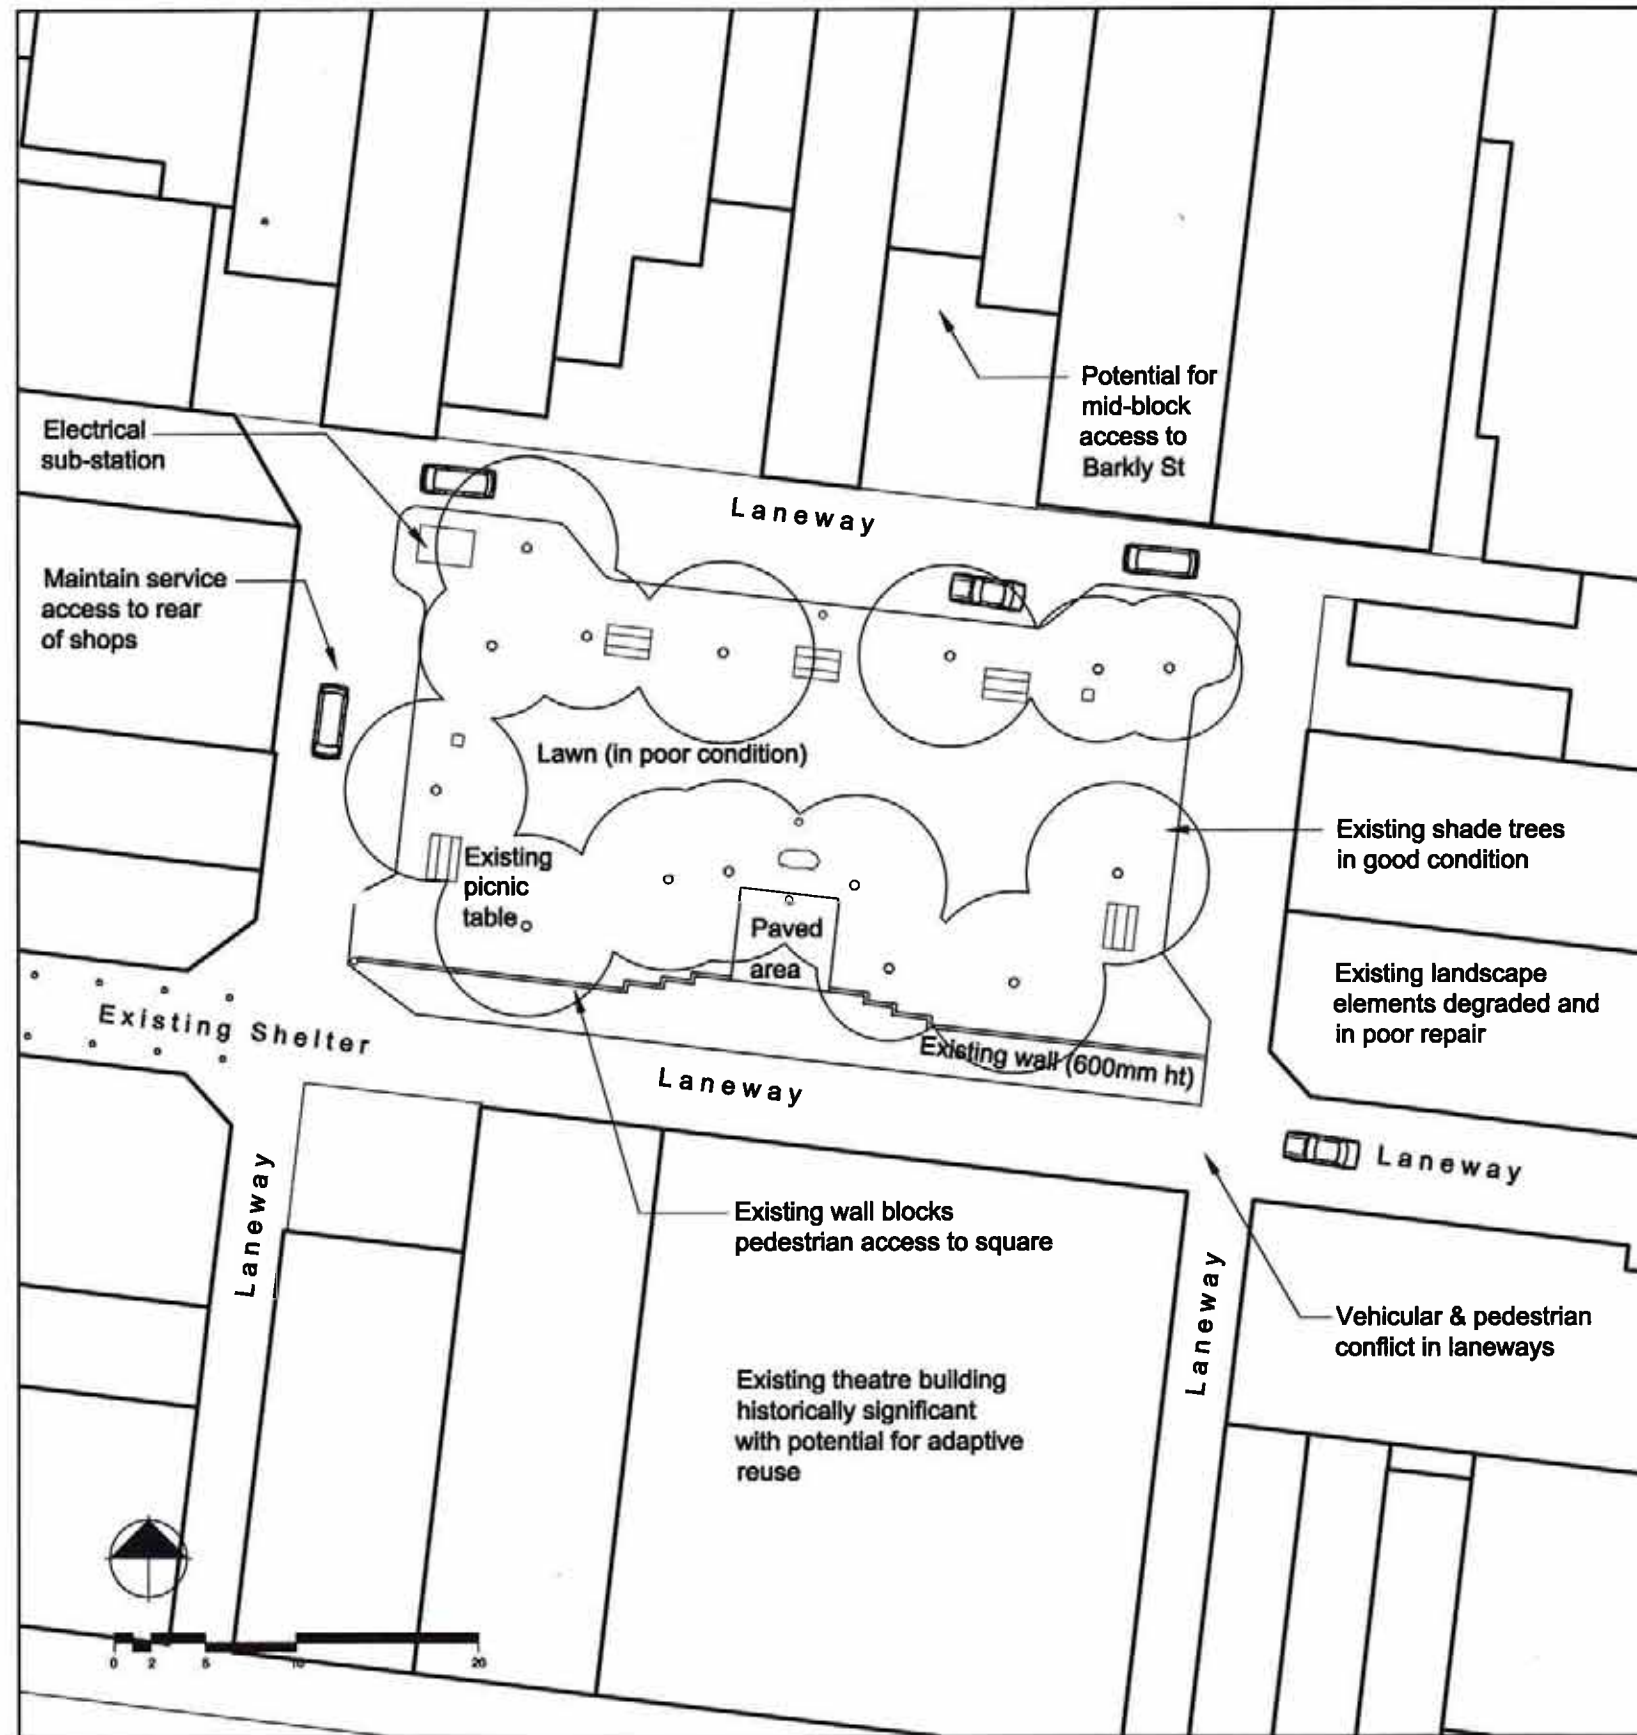 Potential for
mid-block
access to
Barkly St
Electrical
sub-station
Laneway
Maintain service
access to rear
of shops
Lawn (in poor condition)
Existing shade trees
in good condition
Existing
picnic
table
Paved
area
Existing landscape
elements degraded and
in poor repair
Existing Shelter
Existing wall (600mm ht)
Laneway
Laneway
Laneway
Existing wall blocks
pedestrian access to square
Laneway
Vehicular & pedestrian
conflict in laneways
Existing theatre building
historically significant
with potential for adaptive
reuse
0 2 5 10 20